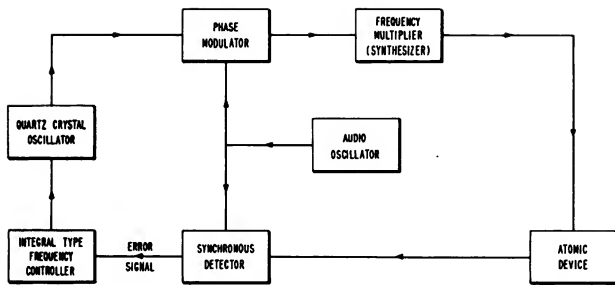 PHASE
MODULATOR
FREQUENCY
MULTIPLIER
(SYNTHESIZER)
QUARTZ CRYSTAL
OSCILLATOR
AUDIO
OSCILLATOR
INTEGRAL TYPE
FREQUENCY
CONTROLLER
ERROR
SIGNAL
SYNCHRONOUS
DETECTOR
ATOMIC
DEVICE